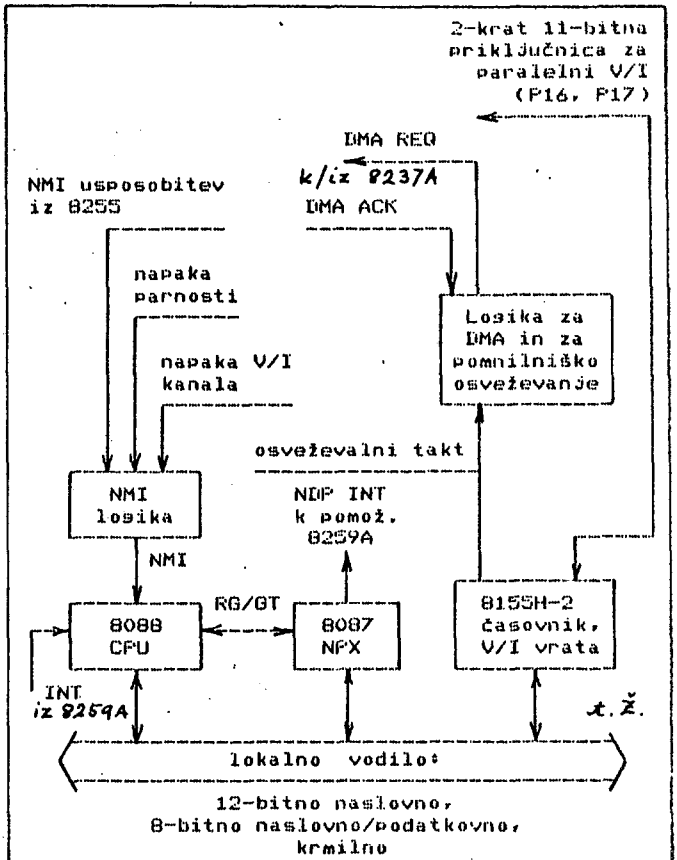 2-krat 11-bitna
priključnica za
paralelni V/I
(P16, P17)
DMA REQ
k/iz 8237A
DMA ACK
NMI usposobitev
iz 8255
napaka
parnosti
napaka V/I
kanala
Logika za
DMA in za
pomnilniško
osveževanje
osveževalni takt
NMI
logika
NDP INT
k pomož.
8259A
NMI
RG/GT
8088
CPU
8087
NPX
8155H-2
časovnik,
V/I vrata
INT
iz 8259A
t. Ž.
lokalno vodilo:
12-bitno naslovno,
8-bitno naslovno/podatkovno,
krmilno